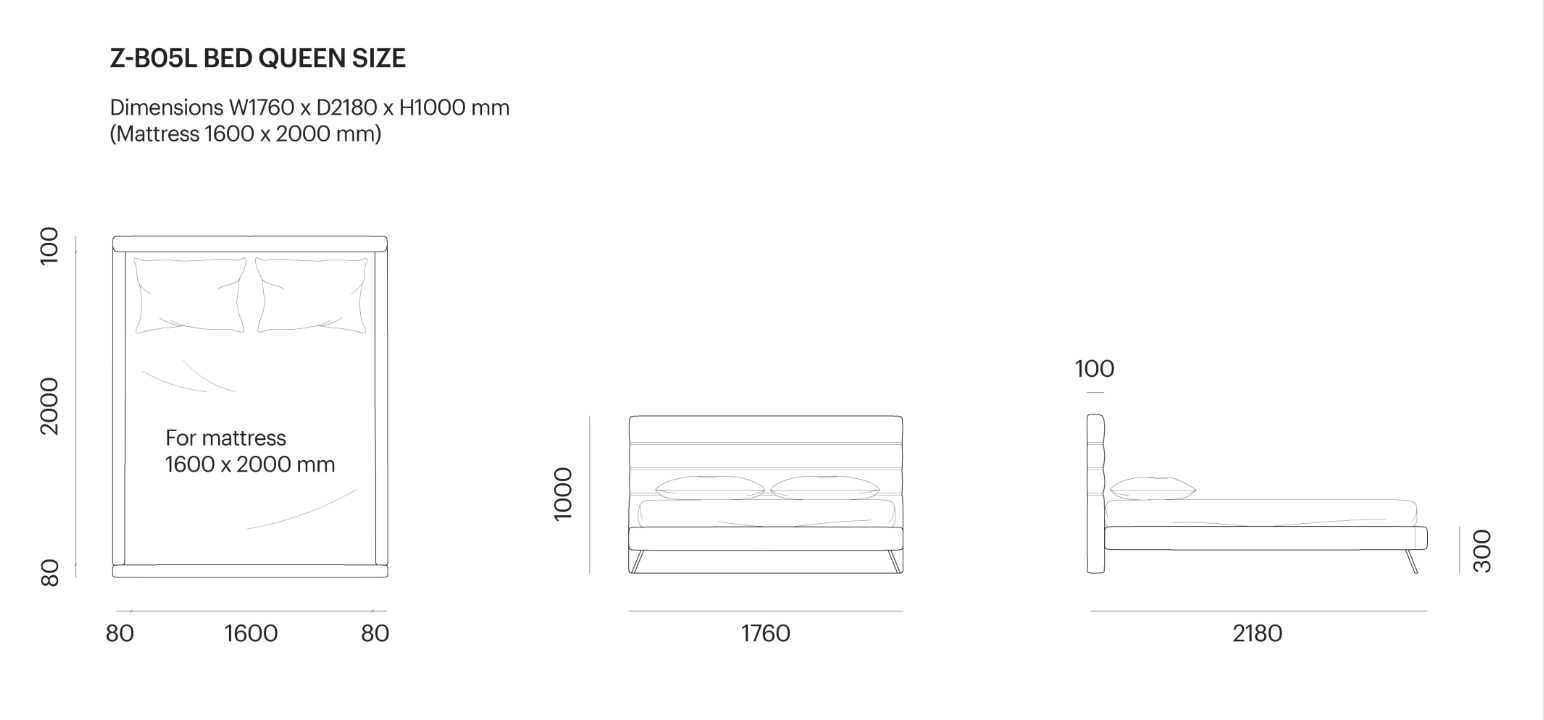 Z-B05L BED QUEEN SIZE
Dimensions W1760 x D2180 x H1000 mm
(Mattress 1600 x 2000 mm)
100
2000
80
For mattress
1600 x 2000 mm
80
1600
80
1000
1760
100
300
2180